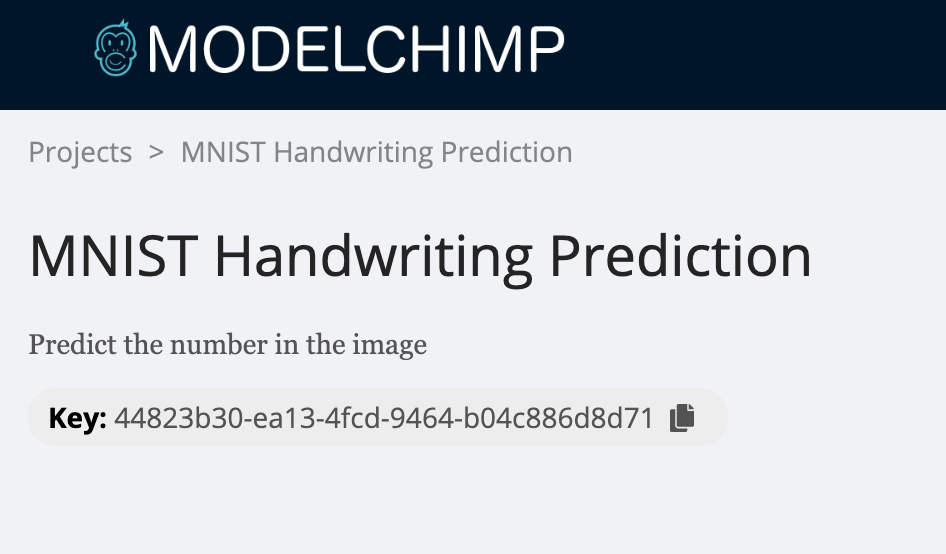 MODELCHIMP
Projects > MNIST Handwriting Prediction
MNIST Handwriting Prediction
Predict the number in the image
Key: 44823b30-ea13-4fcd-9464-b04c886d8d71